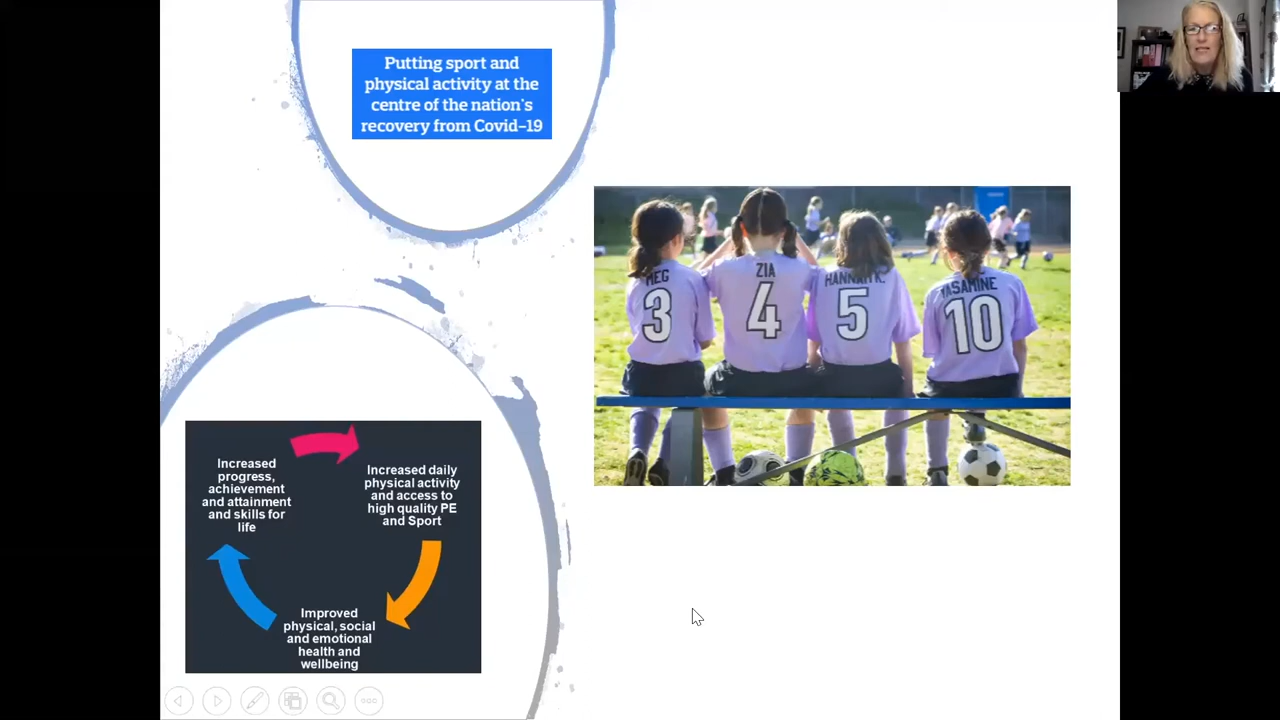 Putting sport and
physical activity at the
centre of the nation's
recovery from Covid-19
MEG
3
ZIA
4
HANNAH K.
5
YASAMINE
10
Increased
progress,
achievement
and attainment
and skills for
life
Increased daily
physical activity
and access to
high quality PE
and Sport
Improved
physical, social
and emotional
health and
wellbeing